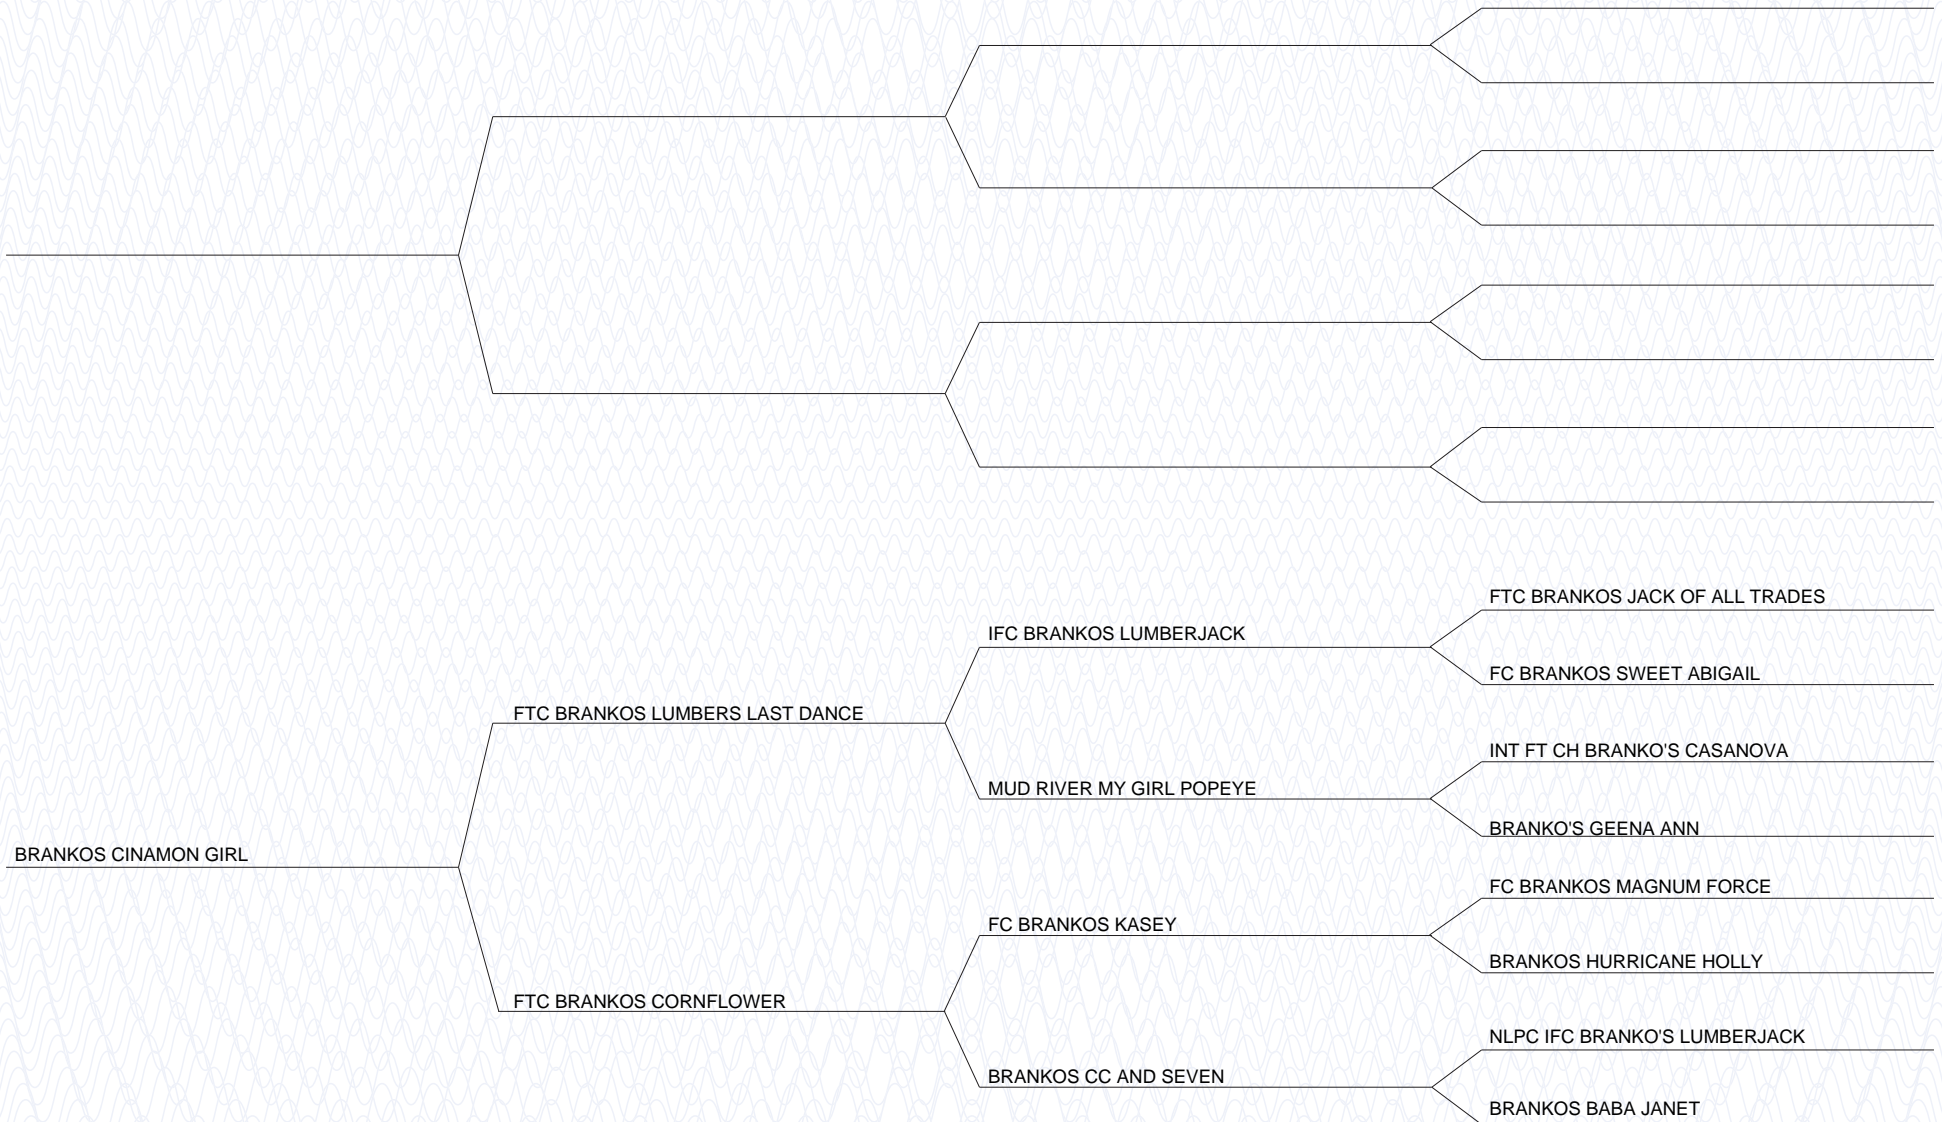 FTC BRANKOS JACK OF ALL TRADES
IFC BRANKOS LUMBERJACK
FC BRANKOS SWEET ABIGAIL
FTC BRANKOS LUMBERS LAST DANCE
INT FT CH BRANKO'S CASANOVA
MUD RIVER MY GIRL POPEYE
BRANKO'S GEENA ANN
BRANKOS CINAMON GIRL
FC BRANKOS MAGNUM FORCE
FC BRANKOS KASEY
BRANKOS HURRICANE HOLLY
FTC BRANKOS CORNFLOWER
NLPC IFC BRANKO'S LUMBERJACK
BRANKOS CC AND SEVEN
BRANKOS BABA JANET